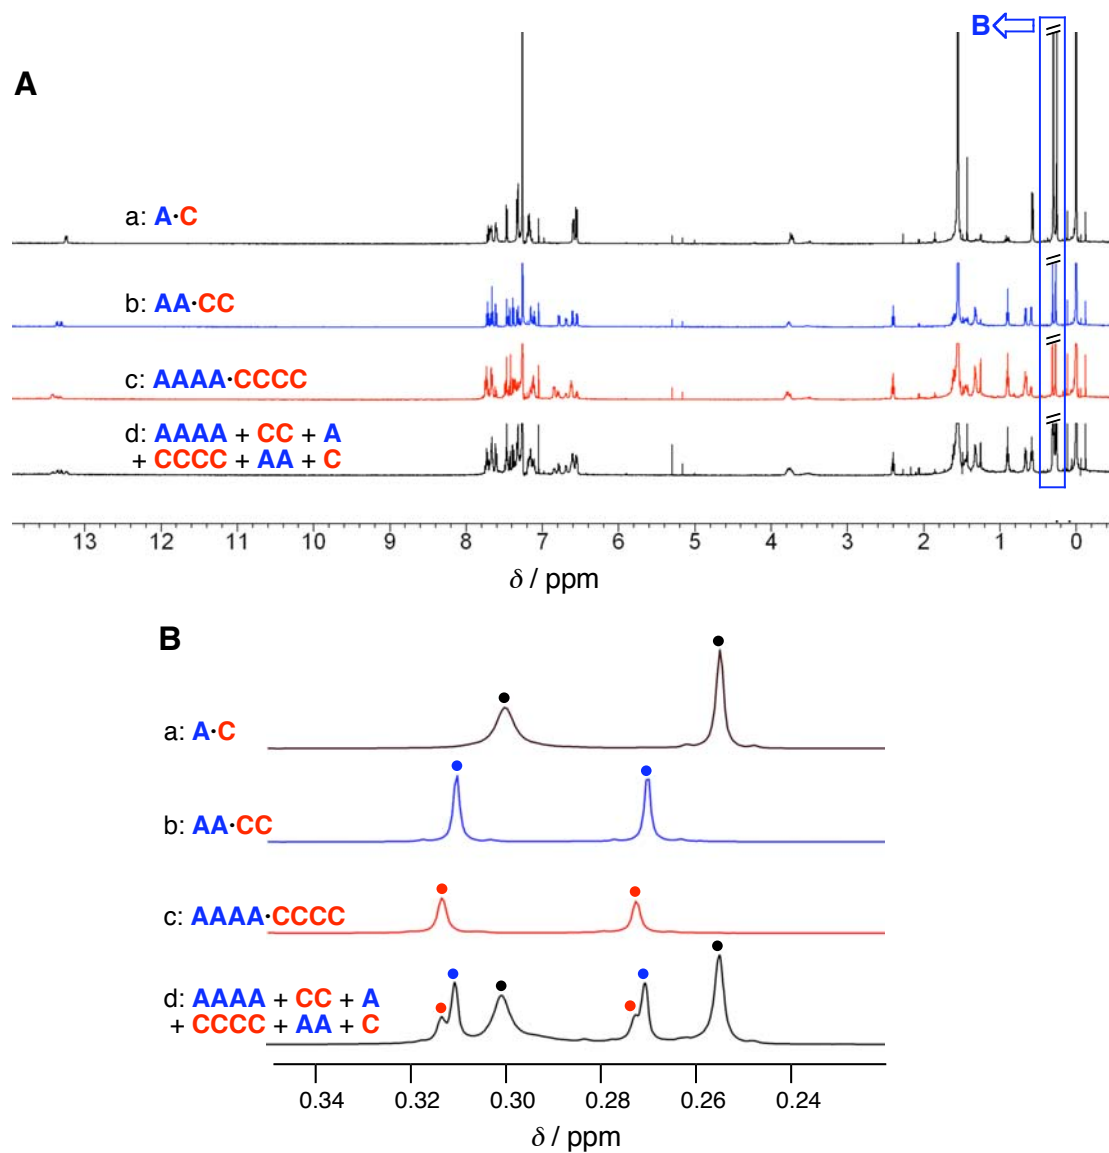 B
A
a: A·C
b: AA·CC
c: AAAA·CCCC
d: AAAA + CC + A
+ CCCC + AA + C
13 12 11 10 9 8 7 6 5 4 3 2 1 0
δ / ppm
B
a: A·C
b: AA·CC
c: AAAA·CCCC
d: AAAA + CC + A
+ CCCC + AA + C
0.34 0.32 0.30 0.28 0.26 0.24
δ / ppm